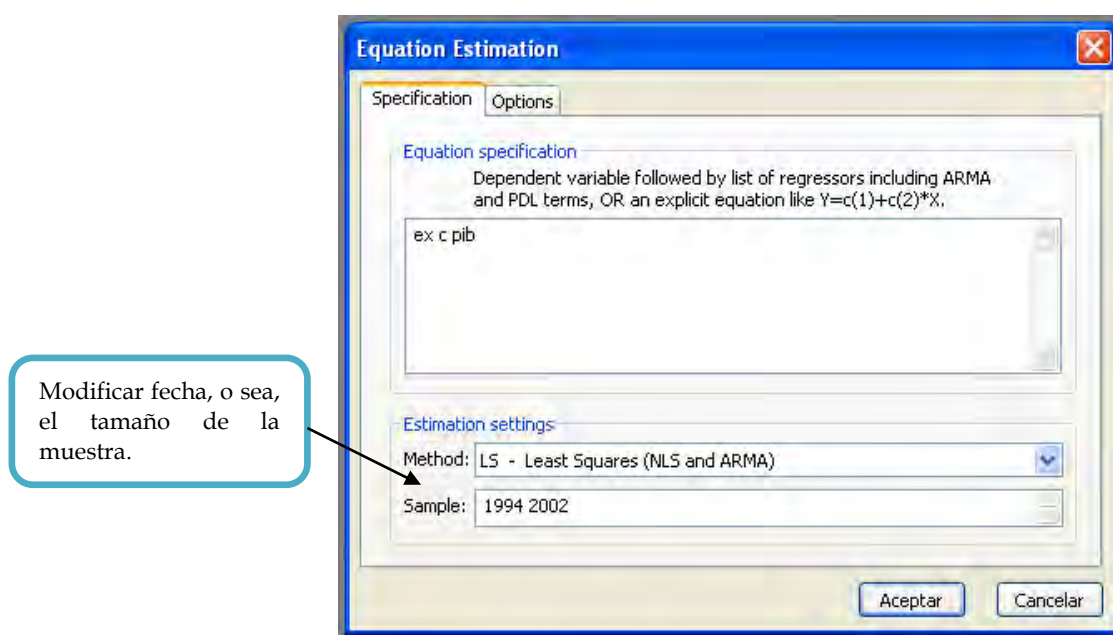 Equation Estimation
Specification
Options
Equation specification
Dependent variable followed by list of regressors including ARMA
and PDL terms, OR an explicit equation like Y=c(1)+c(2)*X.
ex c pib
Modificar fecha, o sea,
el tamaño de la
muestra.
Estimation settings
Method: LS - Least Squares (NLS and ARMA)
Sample: 1994 2002
Aceptar
Cancelar